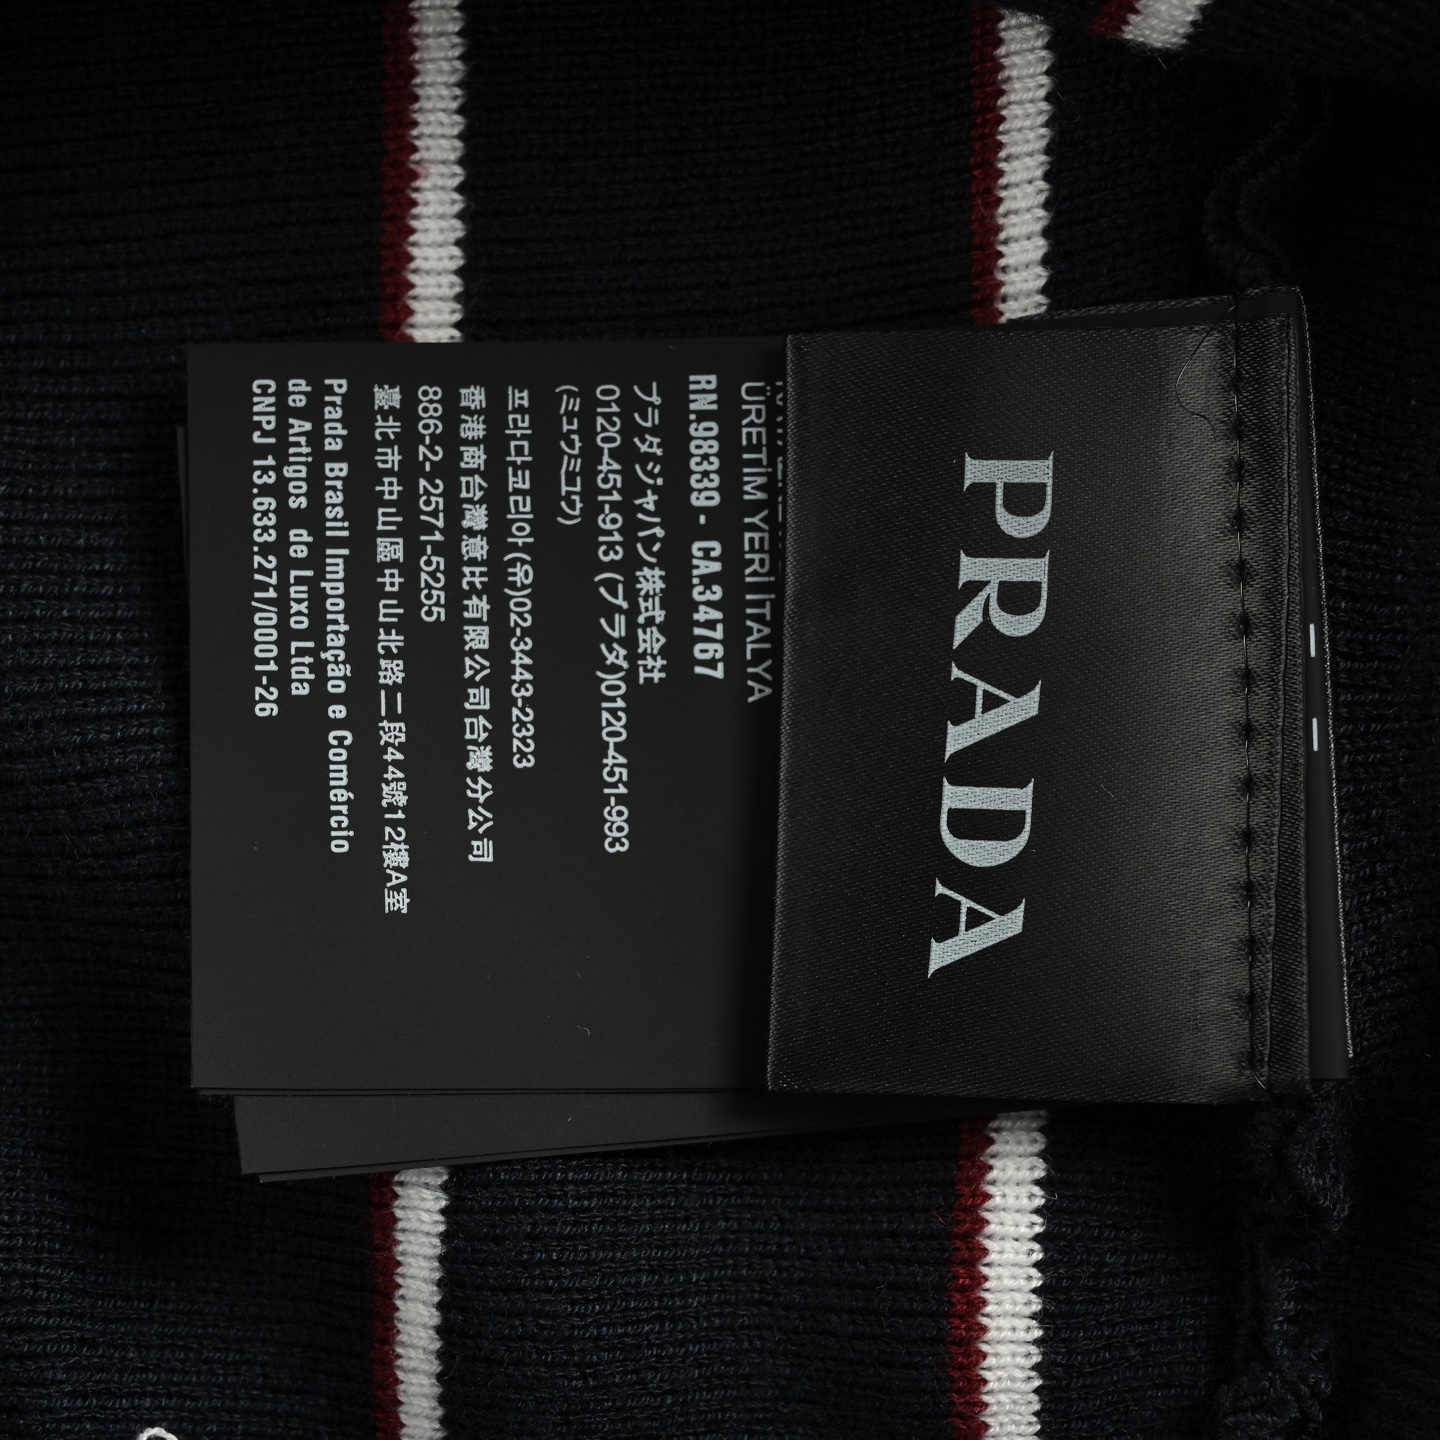 PRADA
ÜRETİM YERİ İTALYA
RN.98339 - CA.34767
プラダジャパン株式会社
0120-451-913 (プラダ)0120-451-993
(ミュウミュウ)
프라다코리아(유)02-3443-2323
香港商台灣意比有限公司台灣分公司
886-2- 2571-5255
臺北市中山區中山北路二段44號12樓A室
Prada Brasil Importação e Comércio
de Artigos de Luxo Ltda
CNPJ 13.633.271/0001-26